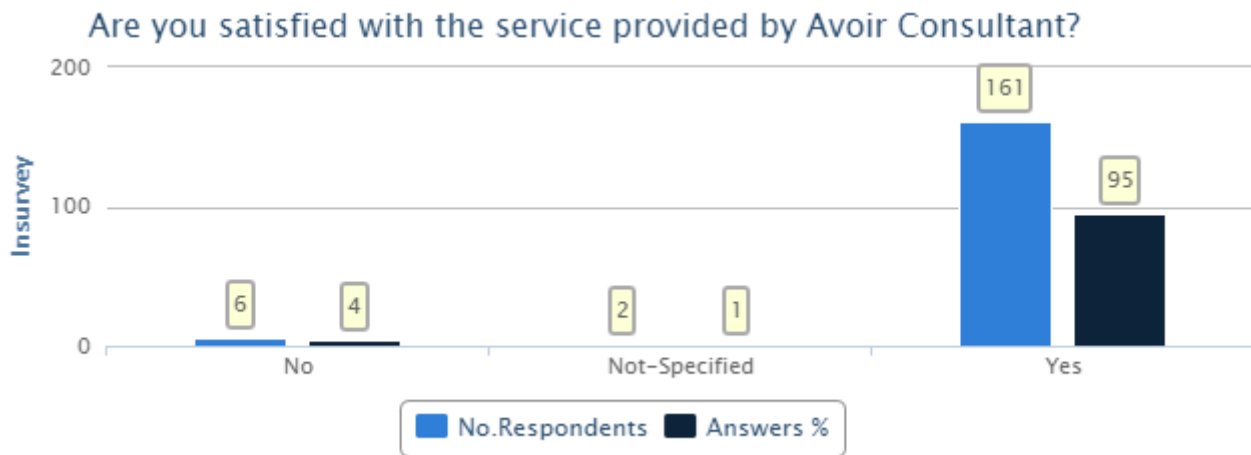 Are you satisfied with the service provided by Avoir Consultant?
Insurvey
200
100
0
6
4
2
1
161
95
No
Not-Specified
Yes
No.Respondents
Answers %